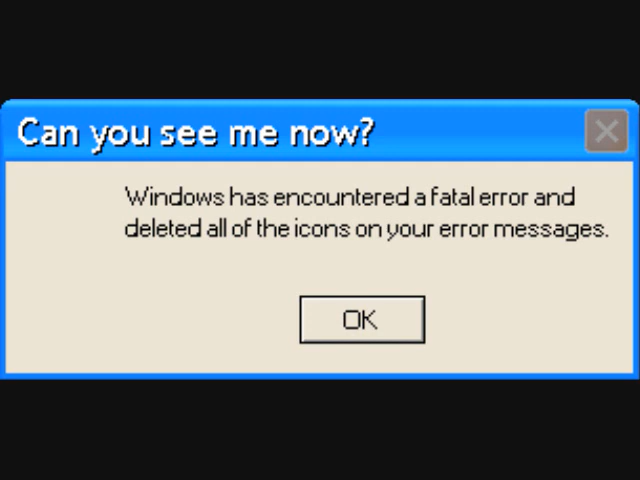 Can you see me now?
Windows has encountered a fatal error and
deleted all of the icons on your error messages.
OK